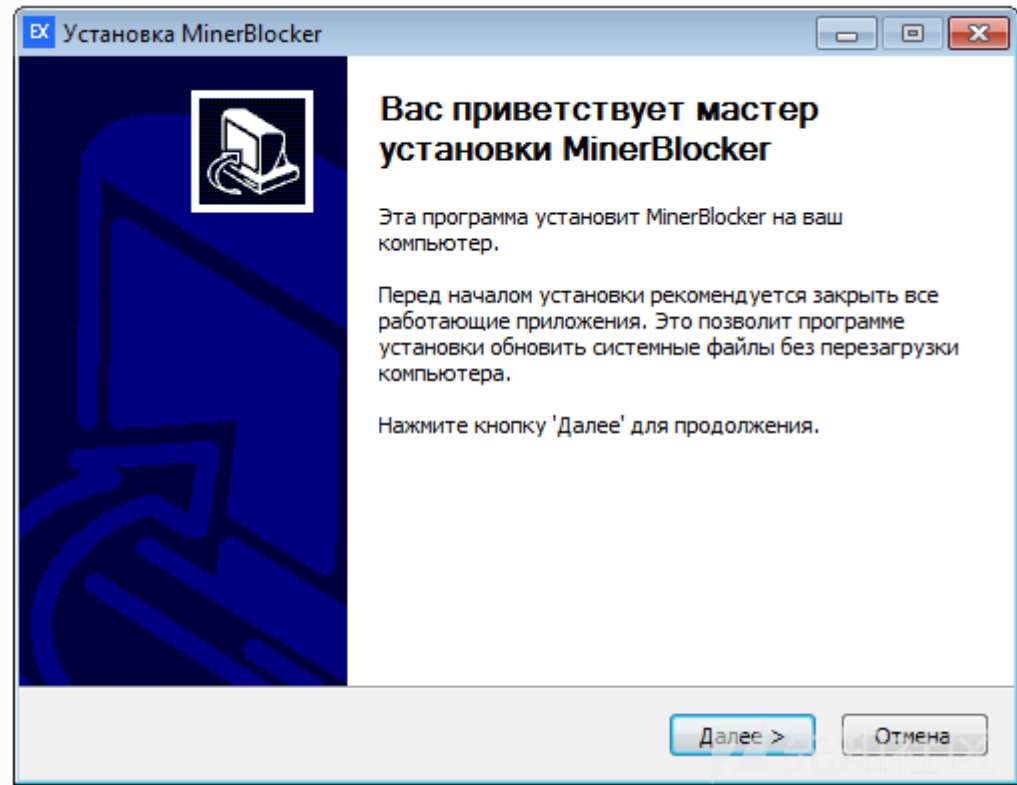 EX Установка MinerBlocker
Вас приветствует мастер
установки MinerBlocker
Эта программа установит MinerBlocker на ваш
компьютер.
Перед началом установки рекомендуется закрыть все
работающие приложения. Это позволит программе
установки обновить системные файлы без перезагрузки
компьютера.
Нажмите кнопку 'Далее' для продолжения.
Далее > Отмена